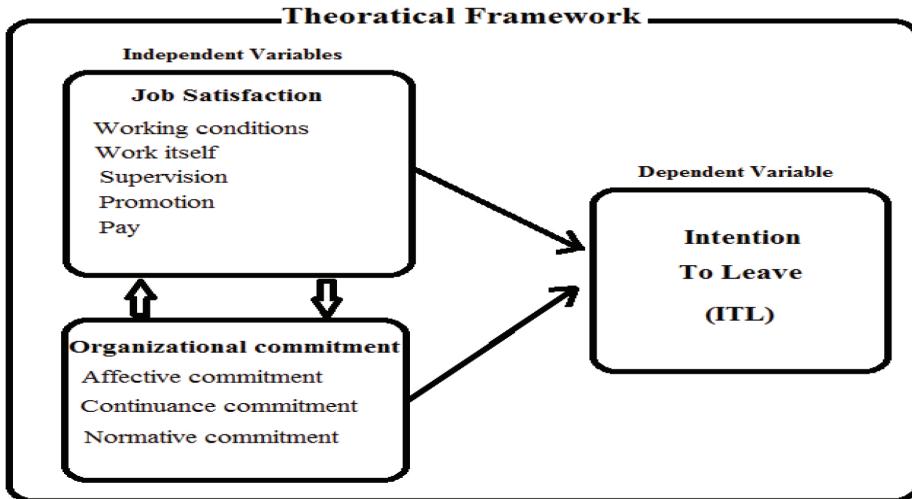 Theoratical Framework
Independent Variables
Job Satisfaction
Working conditions
Work itself
Supervision
Promotion
Pay
Organizational commitment
Affective commitment
Continuance commitment
Normative commitment
Dependent Variable
Intention
To Leave
(ITL)